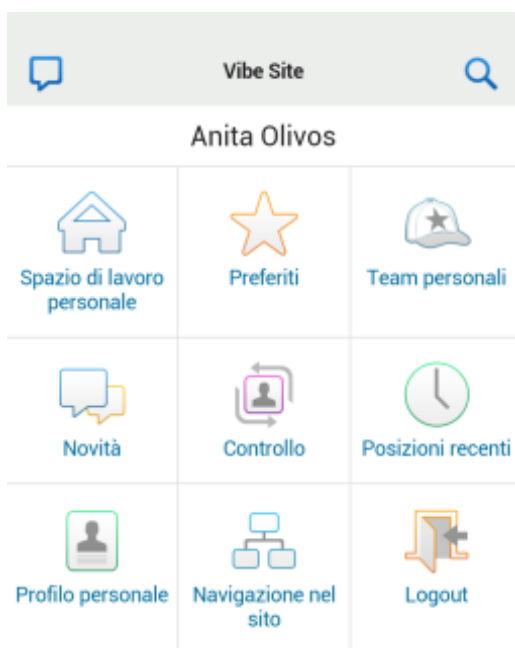 Vibe Site
Anita Olivos
Spazio di lavoro
personale
Preferiti
Team personali
Novità
Controllo
Posizioni recenti
Profilo personale
Navigazione nel
sito
Logout